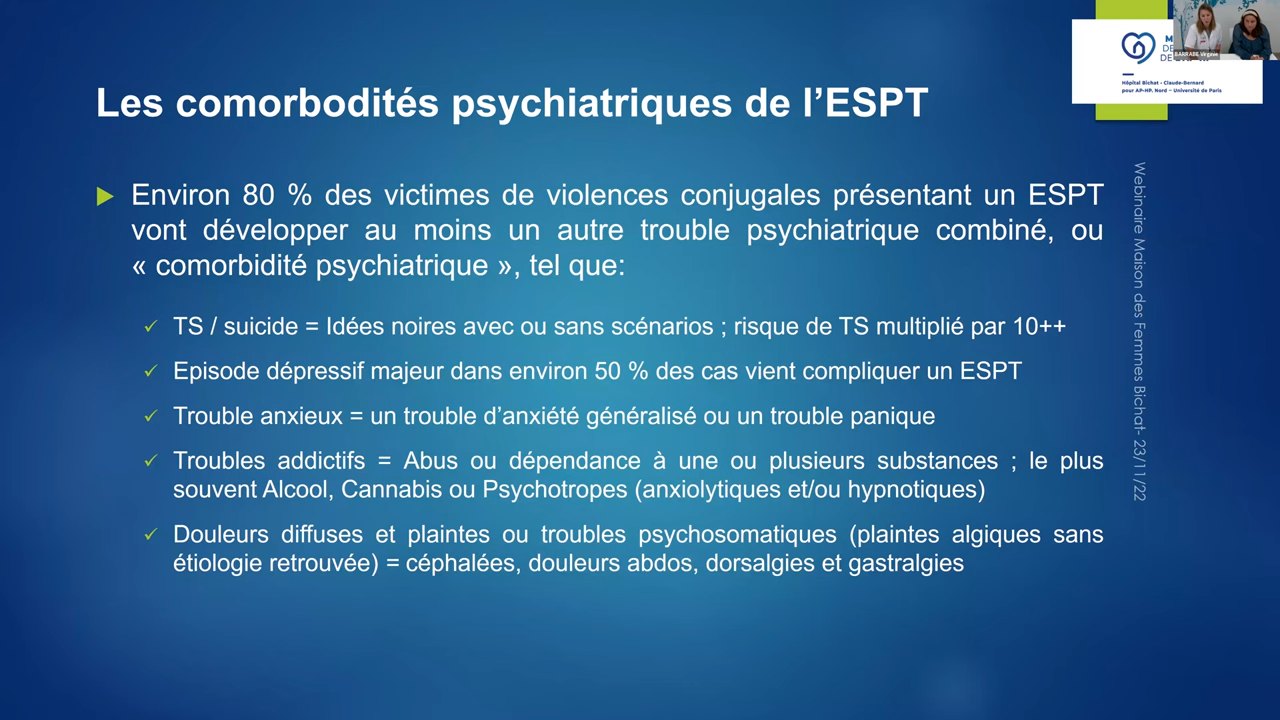 Les comorbodités psychiatriques de l'ESPT
Environ 80 % des victimes de violences conjugales présentant un ESPT
vont développer au moins un autre trouble psychiatrique combiné, ou
« comorbidité psychiatrique », tel que:
TS / suicide = Idées noires avec ou sans scénarios ; risque de TS multiplié par 10++
Episode dépressif majeur dans environ 50 % des cas vient compliquer un ESPT
Trouble anxieux = un trouble d'anxiété généralisé ou un trouble panique
Troubles addictifs = Abus ou dépendance à une ou plusieurs substances ; le plus
souvent Alcool, Cannabis ou Psychotropes (anxiolytiques et/ou hypnotiques)
Douleurs diffuses et plaintes ou troubles psychosomatiques (plaintes algiques sans
étiologie retrouvée) = céphalées, douleurs abdos, dorsalgies et gastralgies
BARRABE Virginie
Hôpital Bichat - Claude-Bernard
pour AP-HP. Nord – Université de Paris
Webinaire Maison des Femmes Bichat- 23/11/22